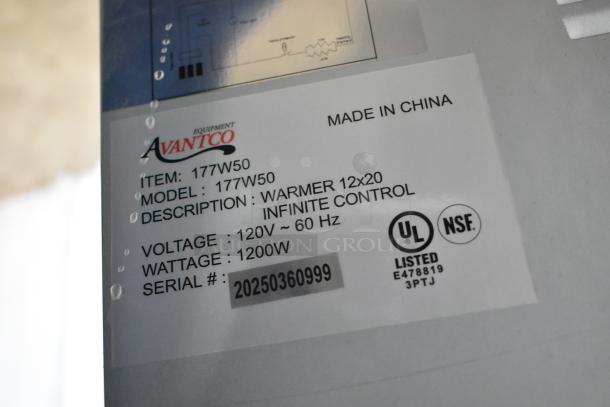 EQUIPMENT
AVANTCO
MADE IN CHINA
ITEM: 177W50
MODEL : 177W50
DESCRIPTION : WARMER 12x20
INFINITE CONTROL
VOLTAGE : 120V ~ 60 Hz
WATTAGE : 1200W
SERIAL # : 20250360999
UL
NSF.
LISTED
E478819
3PTJ